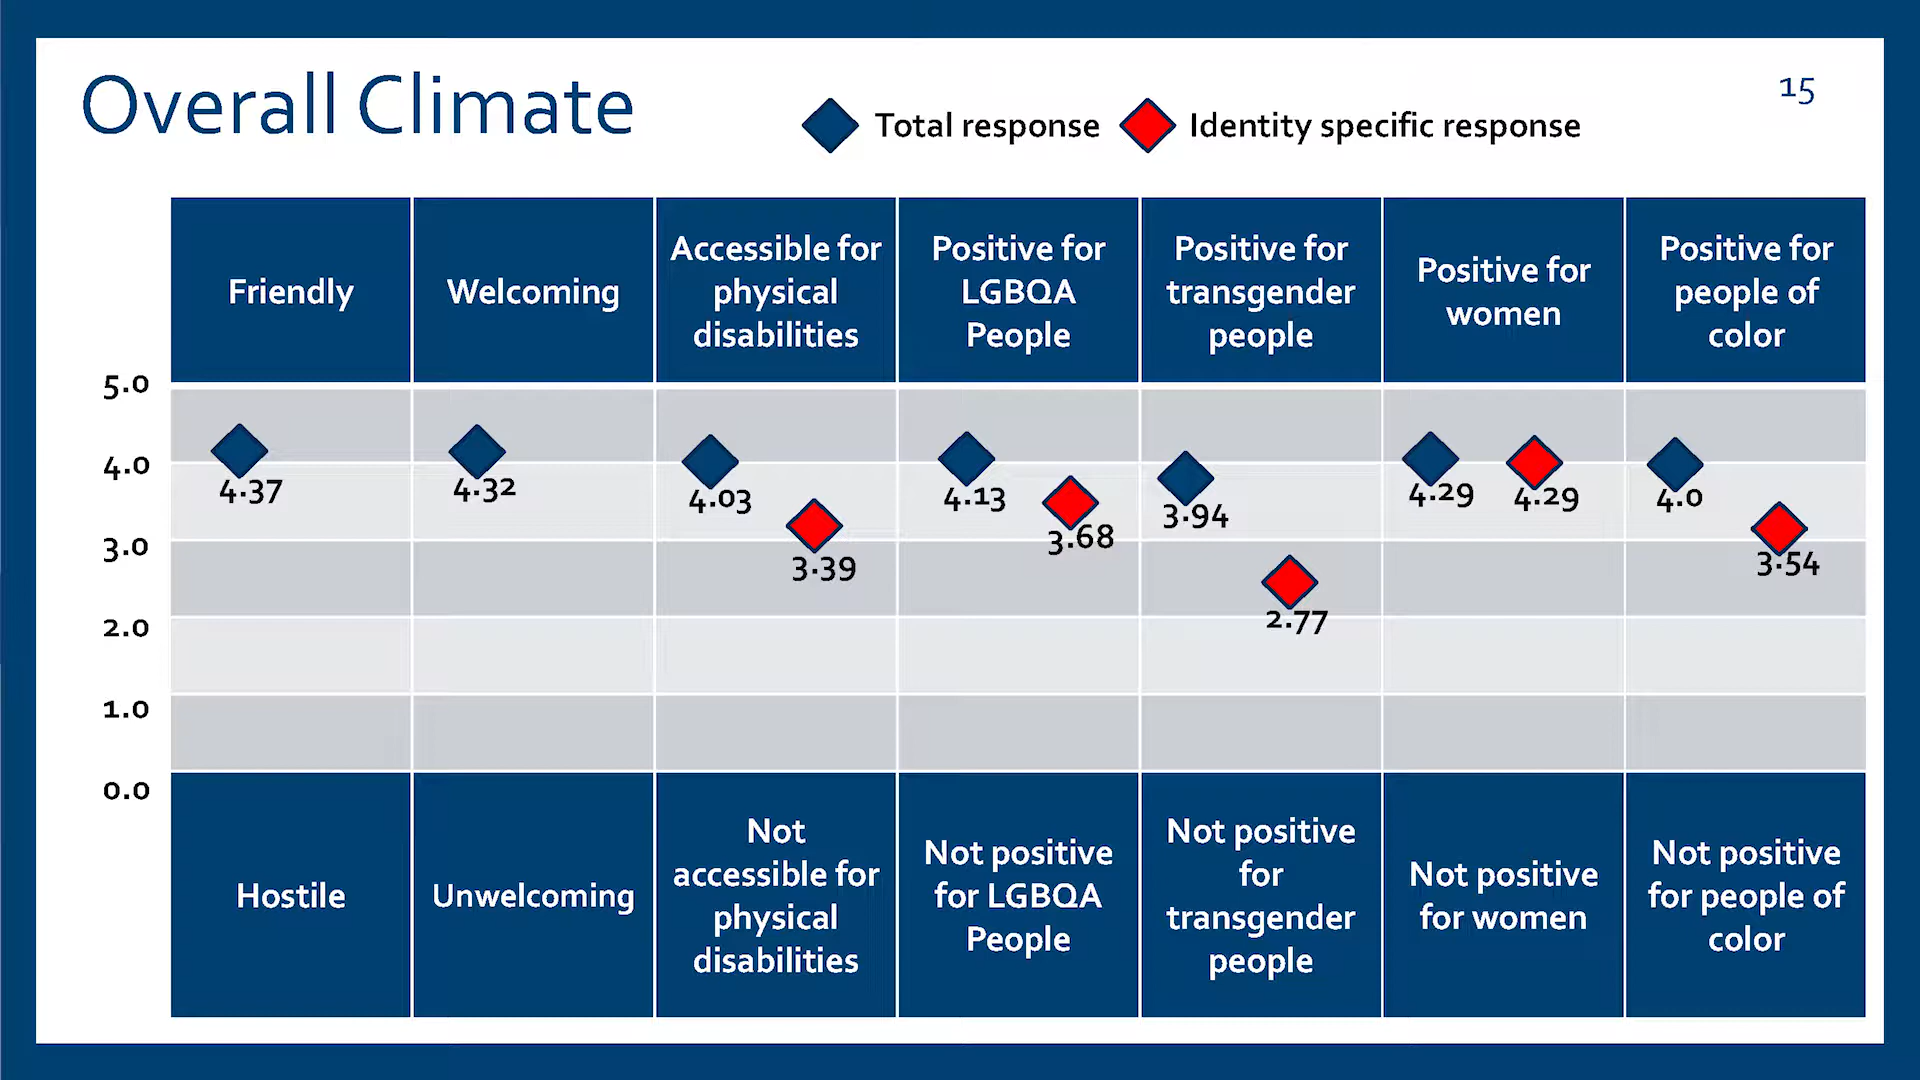 Overall Climate
Total response
Identity specific response
15
Friendly
Welcoming
Accessible for
physical
disabilities
Positive for
LGBQA
People
Positive for
transgender
people
Positive for
women
Positive for
people of
color
5.0
4.0
3.0
2.0
1.0
0.0
4.37
4.32
4.03
3.39
4.13
3.68
3.94
2.77
4.29
4.29
4.0
3.54
Hostile
Unwelcoming
Not
accessible for
physical
disabilities
Not positive
for LGBQA
People
Not positive
for
transgender
people
Not positive
for women
Not positive
for people of
color